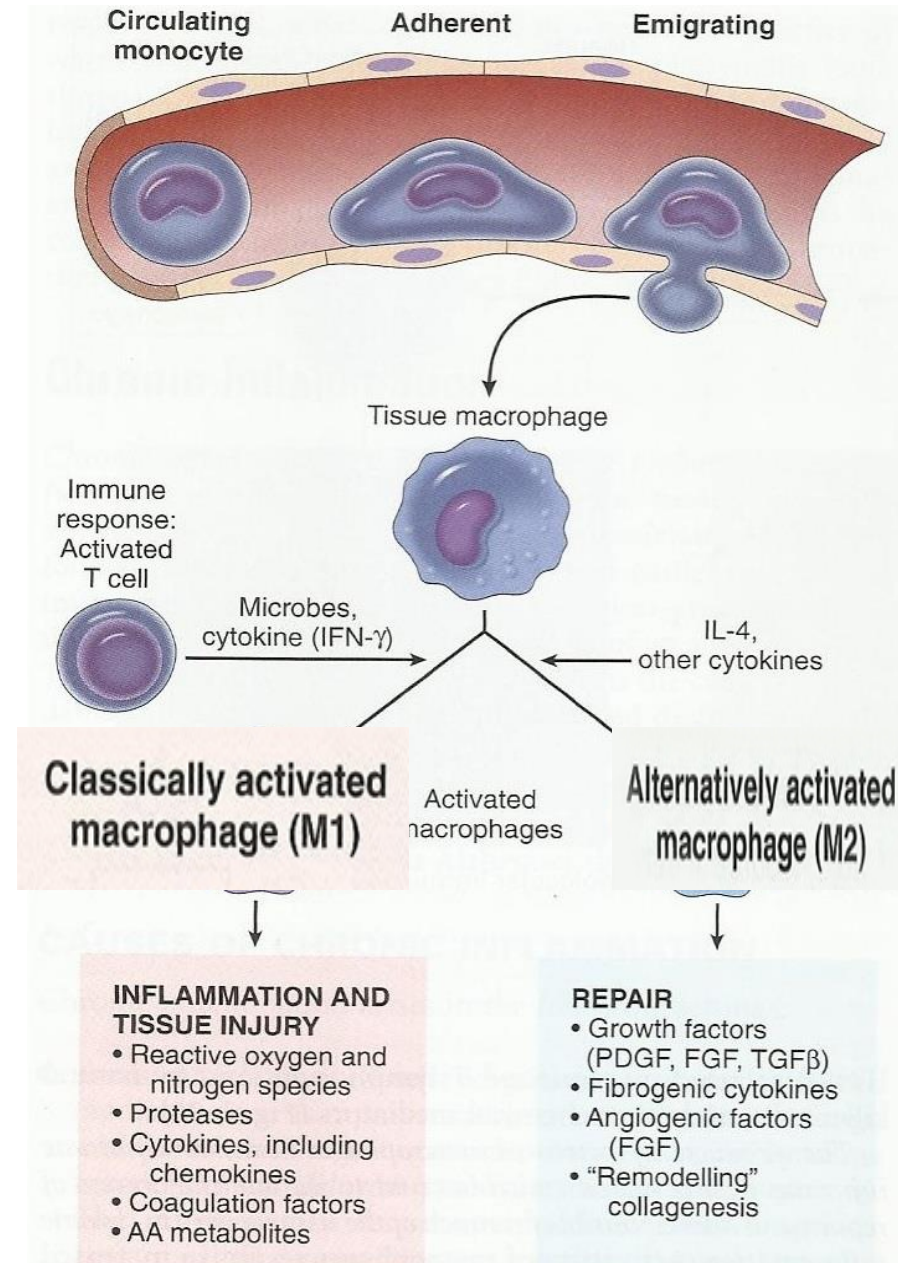 Circulating
monocyte
Adherent
Emigrating
Tissue macrophage
Immune
response:
Activated
T cell
Microbes,
cytokine (IFN-γ)
IL-4,
other cytokines
Classically activated
macrophage (M1)
Activated
macrophages
Alternatively activated
macrophage (M2)
INFLAMMATION AND
TISSUE INJURY
• Reactive oxygen and
nitrogen species
• Proteases
• Cytokines, including
chemokines
• Coagulation factors
• AA metabolites
REPAIR
• Growth factors
(PDGF, FGF, TGFβ)
• Fibrogenic cytokines
• Angiogenic factors
(FGF)
• “Remodelling”
collagenesis